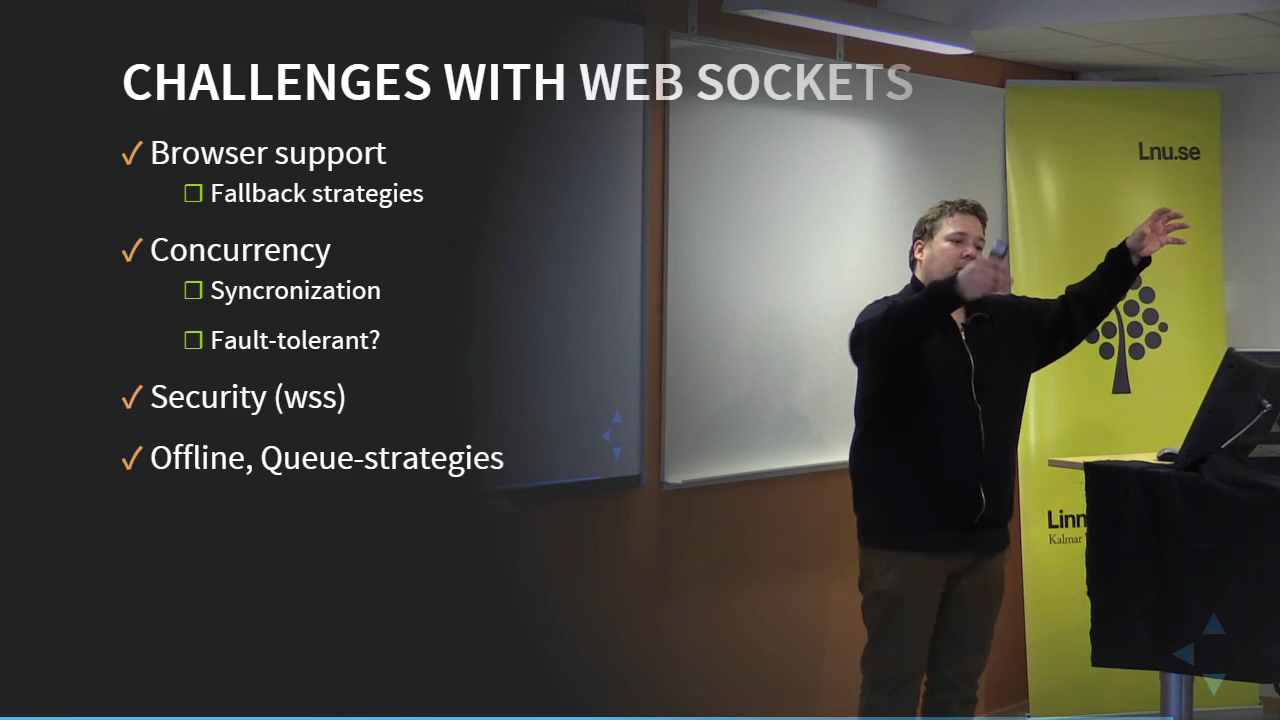 CHALLENGES WITH WEB SOCKETS
✓ Browser support
❐ Fallback strategies
✓ Concurrency
❐ Syncronization
❐ Fault-tolerant?
✓ Security (wss)
✓ Offline, Queue-strategies
Lnu.se
Linn
Kalmar